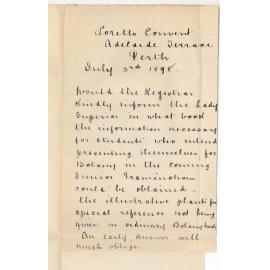 Loretto Convent
Adelaide Terrace
Perth
July 3rd 1898.
Would the Registrar
kindly inform the Lady
Superior in what book
the information necessary
for students who intend
presenting themselves for
Botany in the coming
Junior Examination
could be obtained -
the illustrative plants for
special reference not being
given in ordinary Botany books
An early answer will
much oblige